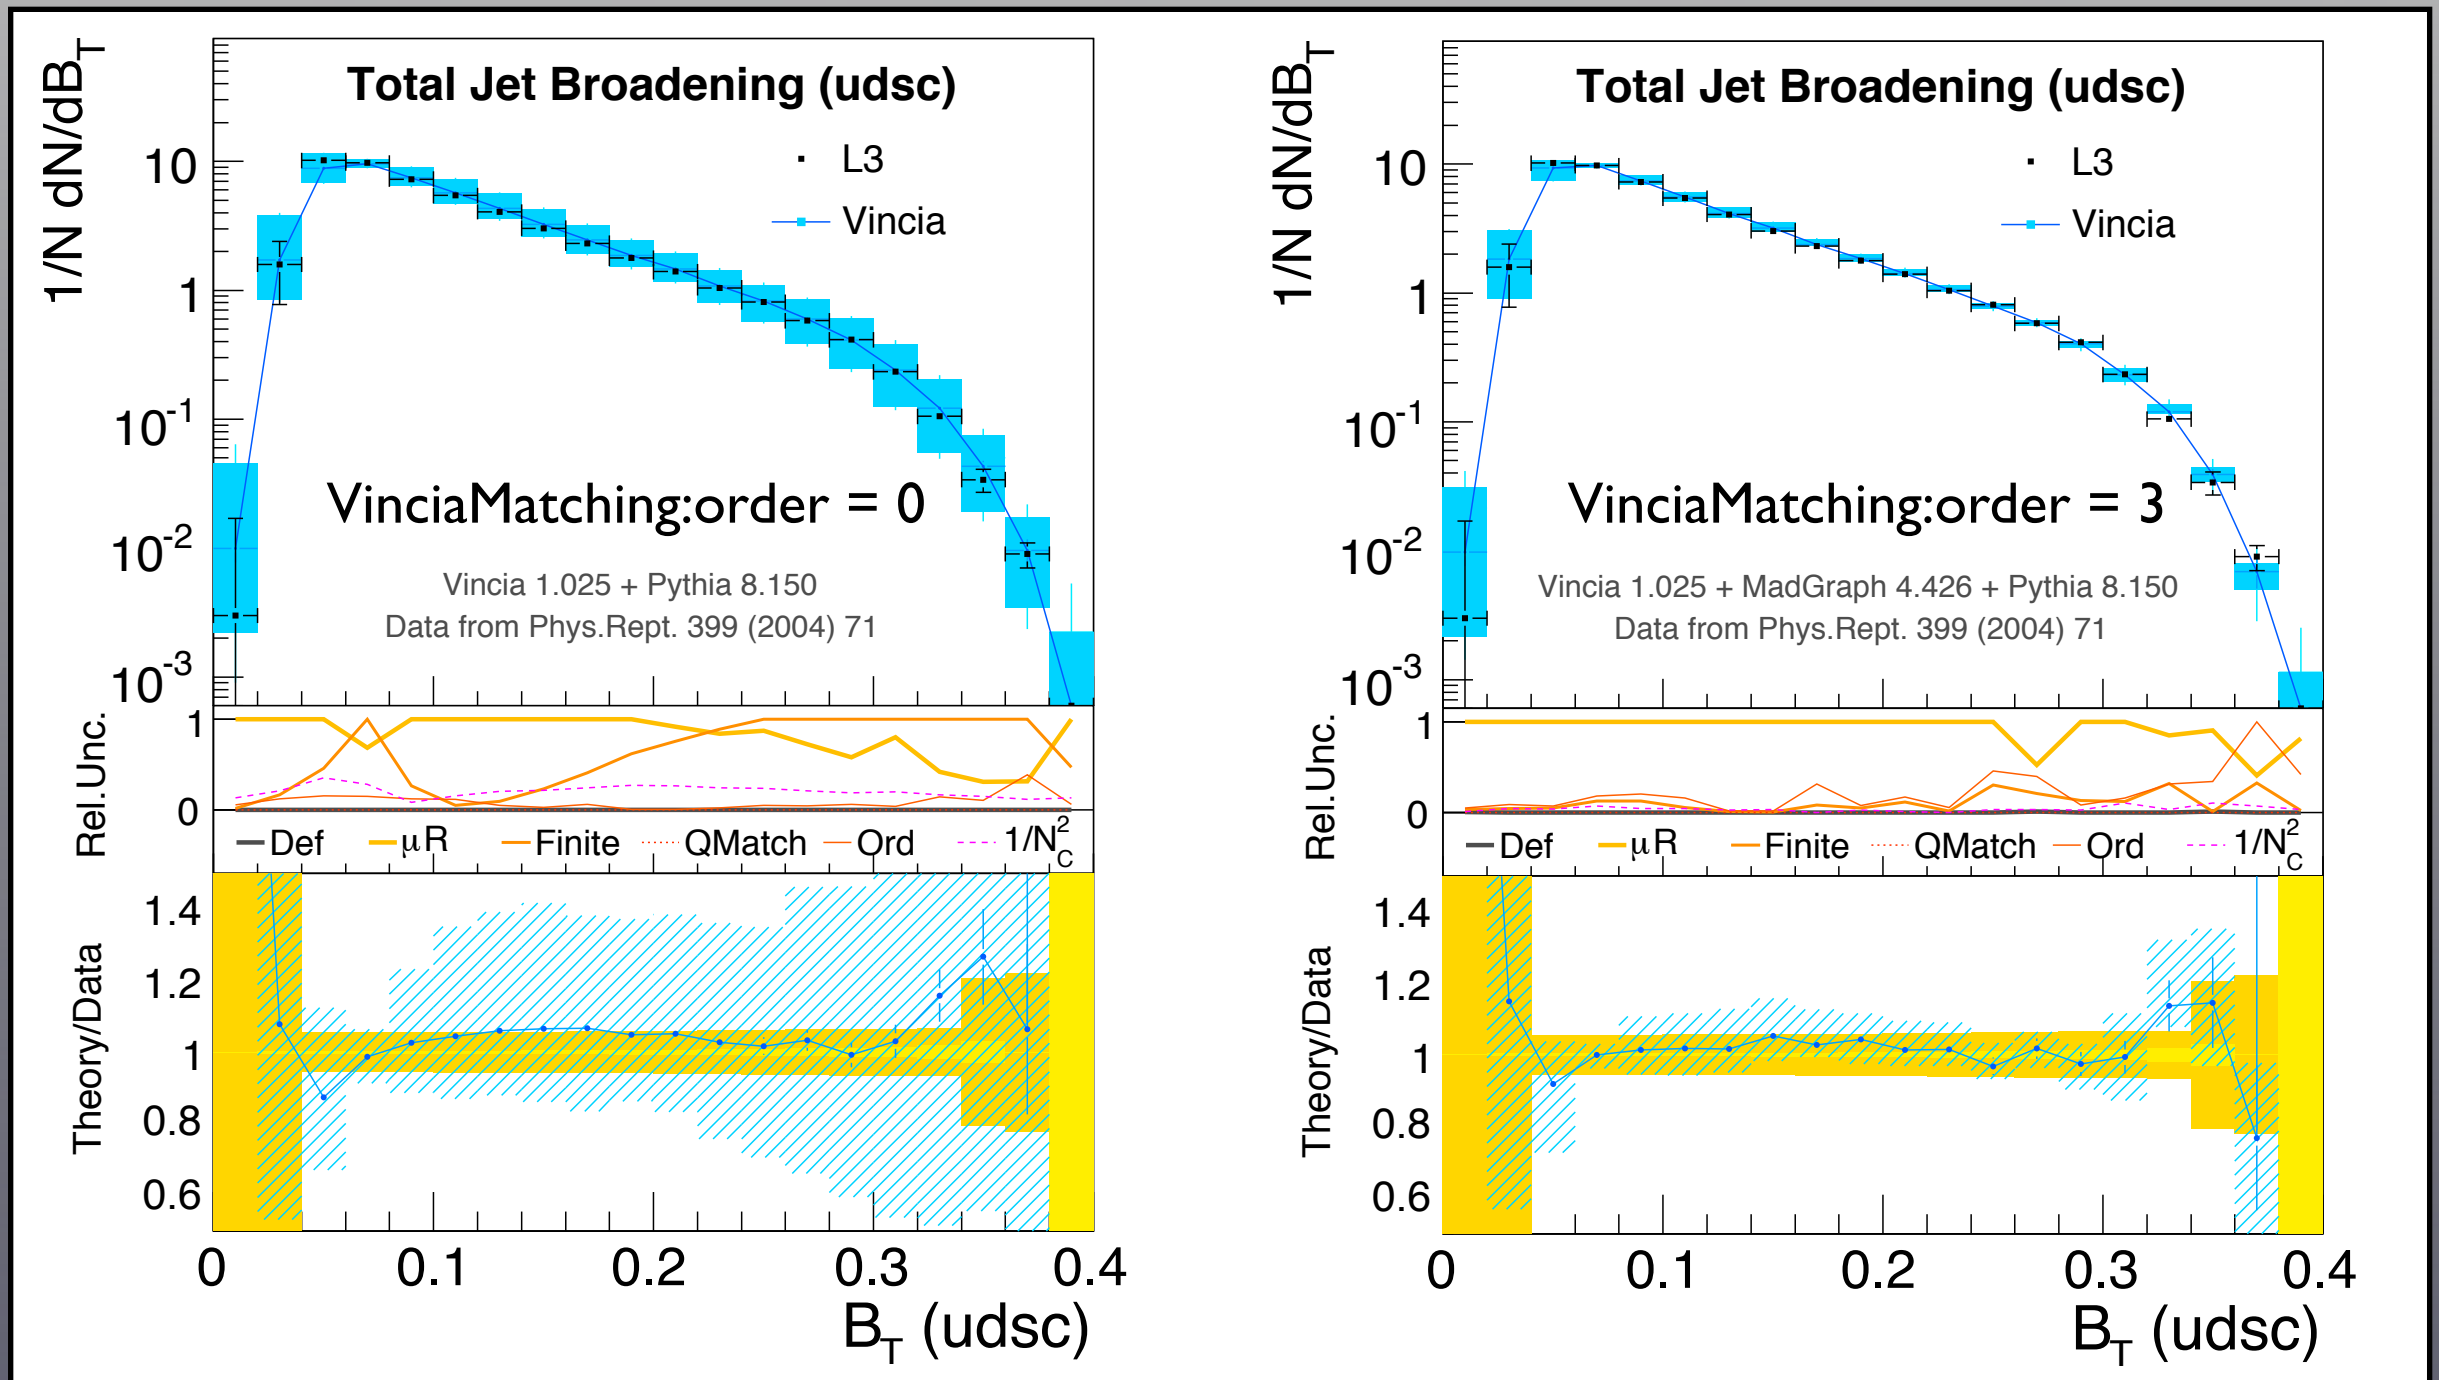 Total Jet Broadening (udsc)
1/N dN/dB_T
L3
Vincia
10
1
10^-1
10^-2
10^-3
VinciaMatching:order = 0
Vincia 1.025 + Pythia 8.150
Data from Phys.Rept. 399 (2004) 71
Rel.Unc.
1
0
Def μR Finite QMatch Ord 1/N_C^2
Theory/Data
1.4
1.2
1
0.8
0.6
0 0.1 0.2 0.3 0.4
B_T (udsc)
Total Jet Broadening (udsc)
1/N dN/dB_T
L3
Vincia
10
1
10^-1
10^-2
10^-3
VinciaMatching:order = 3
Vincia 1.025 + MadGraph 4.426 + Pythia 8.150
Data from Phys.Rept. 399 (2004) 71
Rel.Unc.
1
0
Def μR Finite QMatch Ord 1/N_C^2
Theory/Data
1.4
1.2
1
0.8
0.6
0 0.1 0.2 0.3 0.4
B_T (udsc)